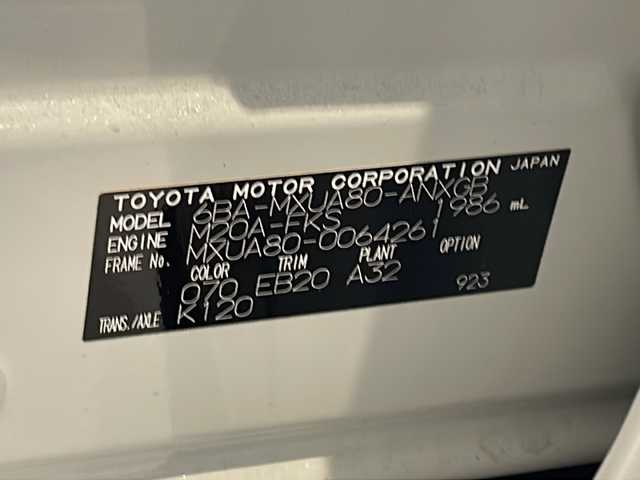 TOYOTA MOTOR CORPORATION JAPAN
MODEL 6BA-MXUA80-ANXGB
ENGINE M20A-FKS 1986 mL
FRAME No. MXUA80-0064261
COLOR TRIM PLANT OPTION
070 EB20 A32 923
TRANS./AXLE K120